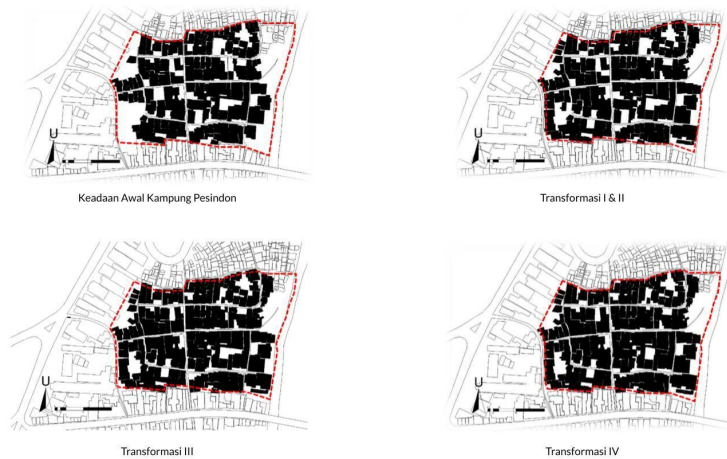 U
Keadaan Awal Kampung Pesindon
U
Transformasi I & II
U
Transformasi III
U
Transformasi IV